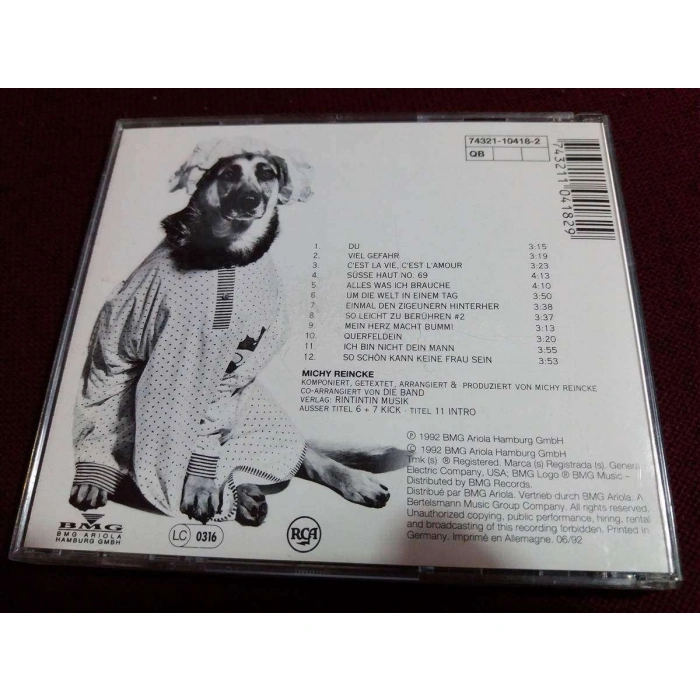 74321-10418-2
QB
743211 041829
1. DU 3:15
2. VIEL GEFAHR 3:19
3. C'EST LA VIE, C'EST L'AMOUR 3:23
4. SÜSSE HAUT NO. 69 4:13
5. ALLES WAS ICH BRAUCHE 4:10
6. UM DIE WELT IN EINEM TAG 3:50
7. EINMAL DEN ZIGEUNERN HINTERHER 3:38
8. SO LEICHT ZU BERÜHREN #2 3:37
9. MEIN HERZ MACHT BUMM! 3:13
10. QUERFELDEIN 3:20
11. ICH BIN NICHT DEIN MANN 3:55
12. SO SCHÖN KANN KEINE FRAU SEIN 3:53
MICHY REINCKE
KOMPONIERT, GETEXTET, ARRANGIERT & PRODUZIERT VON MICHY REINCKE
CO-ARRANGIERT VON DIE BAND
VERLAG: RINTINTIN MUSIK
AUSSER TITEL 6 + 7 KICK · TITEL 11 INTRO
℗ 1992 BMG Ariola Hamburg GmbH
© 1992 BMG Ariola Hamburg GmbH
Tmk (s) ® Registered. Marca (s) Registrada (s). General
Electric Company, USA; BMG Logo ® BMG Music -
Distributed by BMG Records.
Distribué par BMG Ariola. Vertrieb durch BMG Ariola. A
Bertelsmann Music Group Company. All rights reserved.
Unauthorized copying, public performance, hiring, rental
and broadcasting of this recording forbidden. Printed in
Germany. Imprimé en Allemagne. 06/92
BMG
BMG ARIOLA
HAMBURG GMBH
LC 0316
RCA